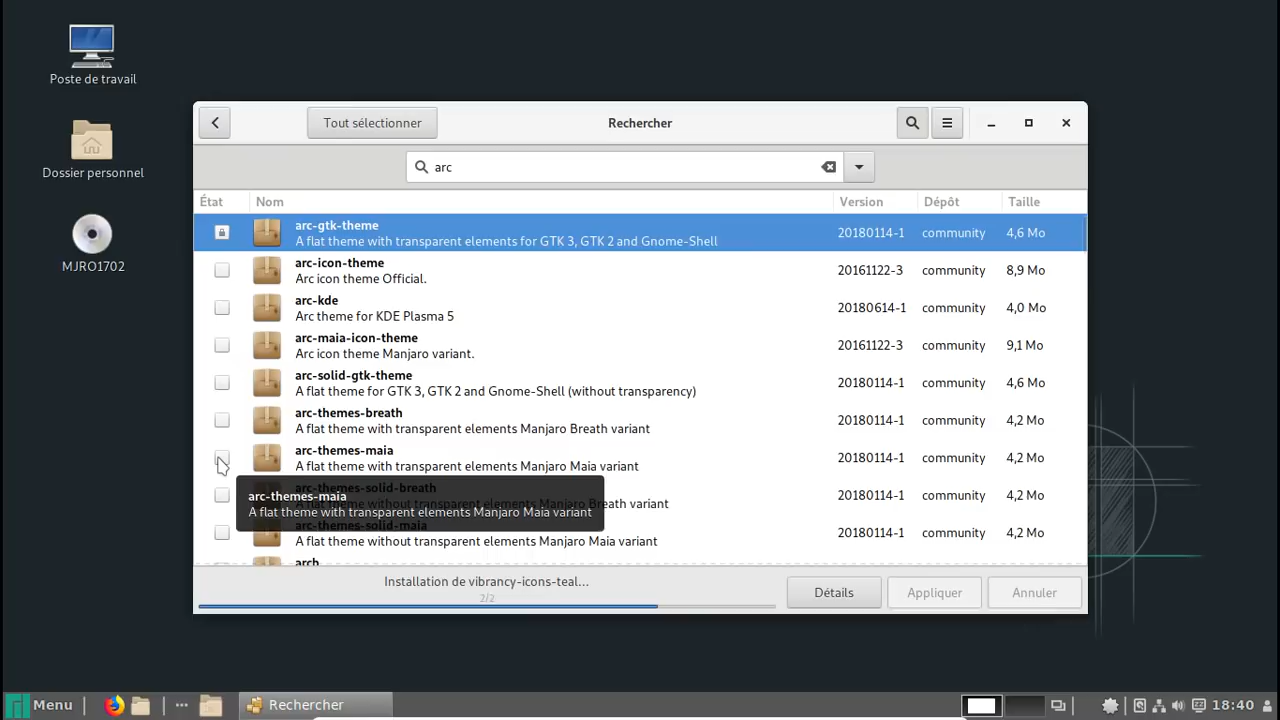 Poste de travail
Dossier personnel
MJRO1702
Tout sélectionner
Rechercher
arc
État Nom Version Dépôt Taille
arc-gtk-theme
A flat theme with transparent elements for GTK 3, GTK 2 and Gnome-Shell
20180114-1 community 4,6 Mo
arc-icon-theme
Arc icon theme Official.
20161122-3 community 8,9 Mo
arc-kde
Arc theme for KDE Plasma 5
20180614-1 community 4,0 Mo
arc-maia-icon-theme
Arc icon theme Manjaro variant.
20161122-3 community 9,1 Mo
arc-solid-gtk-theme
A flat theme for GTK 3, GTK 2 and Gnome-Shell (without transparency)
20180114-1 community 4,6 Mo
arc-themes-breath
A flat theme with transparent elements Manjaro Breath variant
20180114-1 community 4,2 Mo
arc-themes-maia
A flat theme with transparent elements Manjaro Maia variant
20180114-1 community 4,2 Mo
arc-themes-maia
A flat theme with transparent elements Manjaro Maia variant
arc-themes-solid-breath
A flat theme without transparent elements Manjaro Breath variant
20180114-1 community 4,2 Mo
arc-themes-solid-maia
A flat theme without transparent elements Manjaro Maia variant
20180114-1 community 4,2 Mo
arch
Installation de vibrancy-icons-teal...
2/2
Détails Appliquer Annuler
Menu Rechercher 18:40